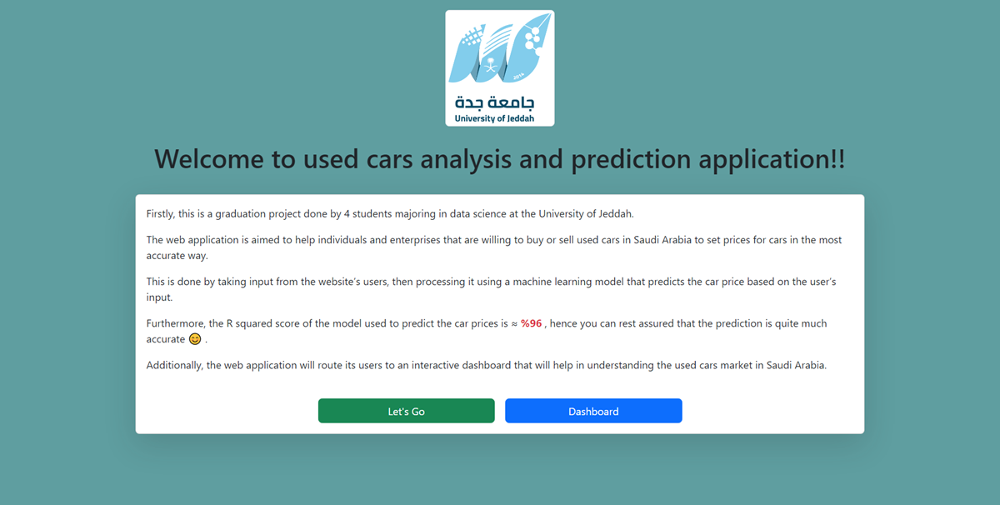 2014
جامعة جدة
University of Jeddah
Welcome to used cars analysis and prediction application!!
Firstly, this is a graduation project done by 4 students majoring in data science at the University of Jeddah.
The web application is aimed to help individuals and enterprises that are willing to buy or sell used cars in Saudi Arabia to set prices for cars in the most
accurate way.
This is done by taking input from the website's users, then processing it using a machine learning model that predicts the car price based on the user's
input.
Furthermore, the R squared score of the model used to predict the car prices is ≈ %96 , hence you can rest assured that the prediction is quite much
accurate 😊 .
Additionally, the web application will route its users to an interactive dashboard that will help in understanding the used cars market in Saudi Arabia.
Let's Go
Dashboard